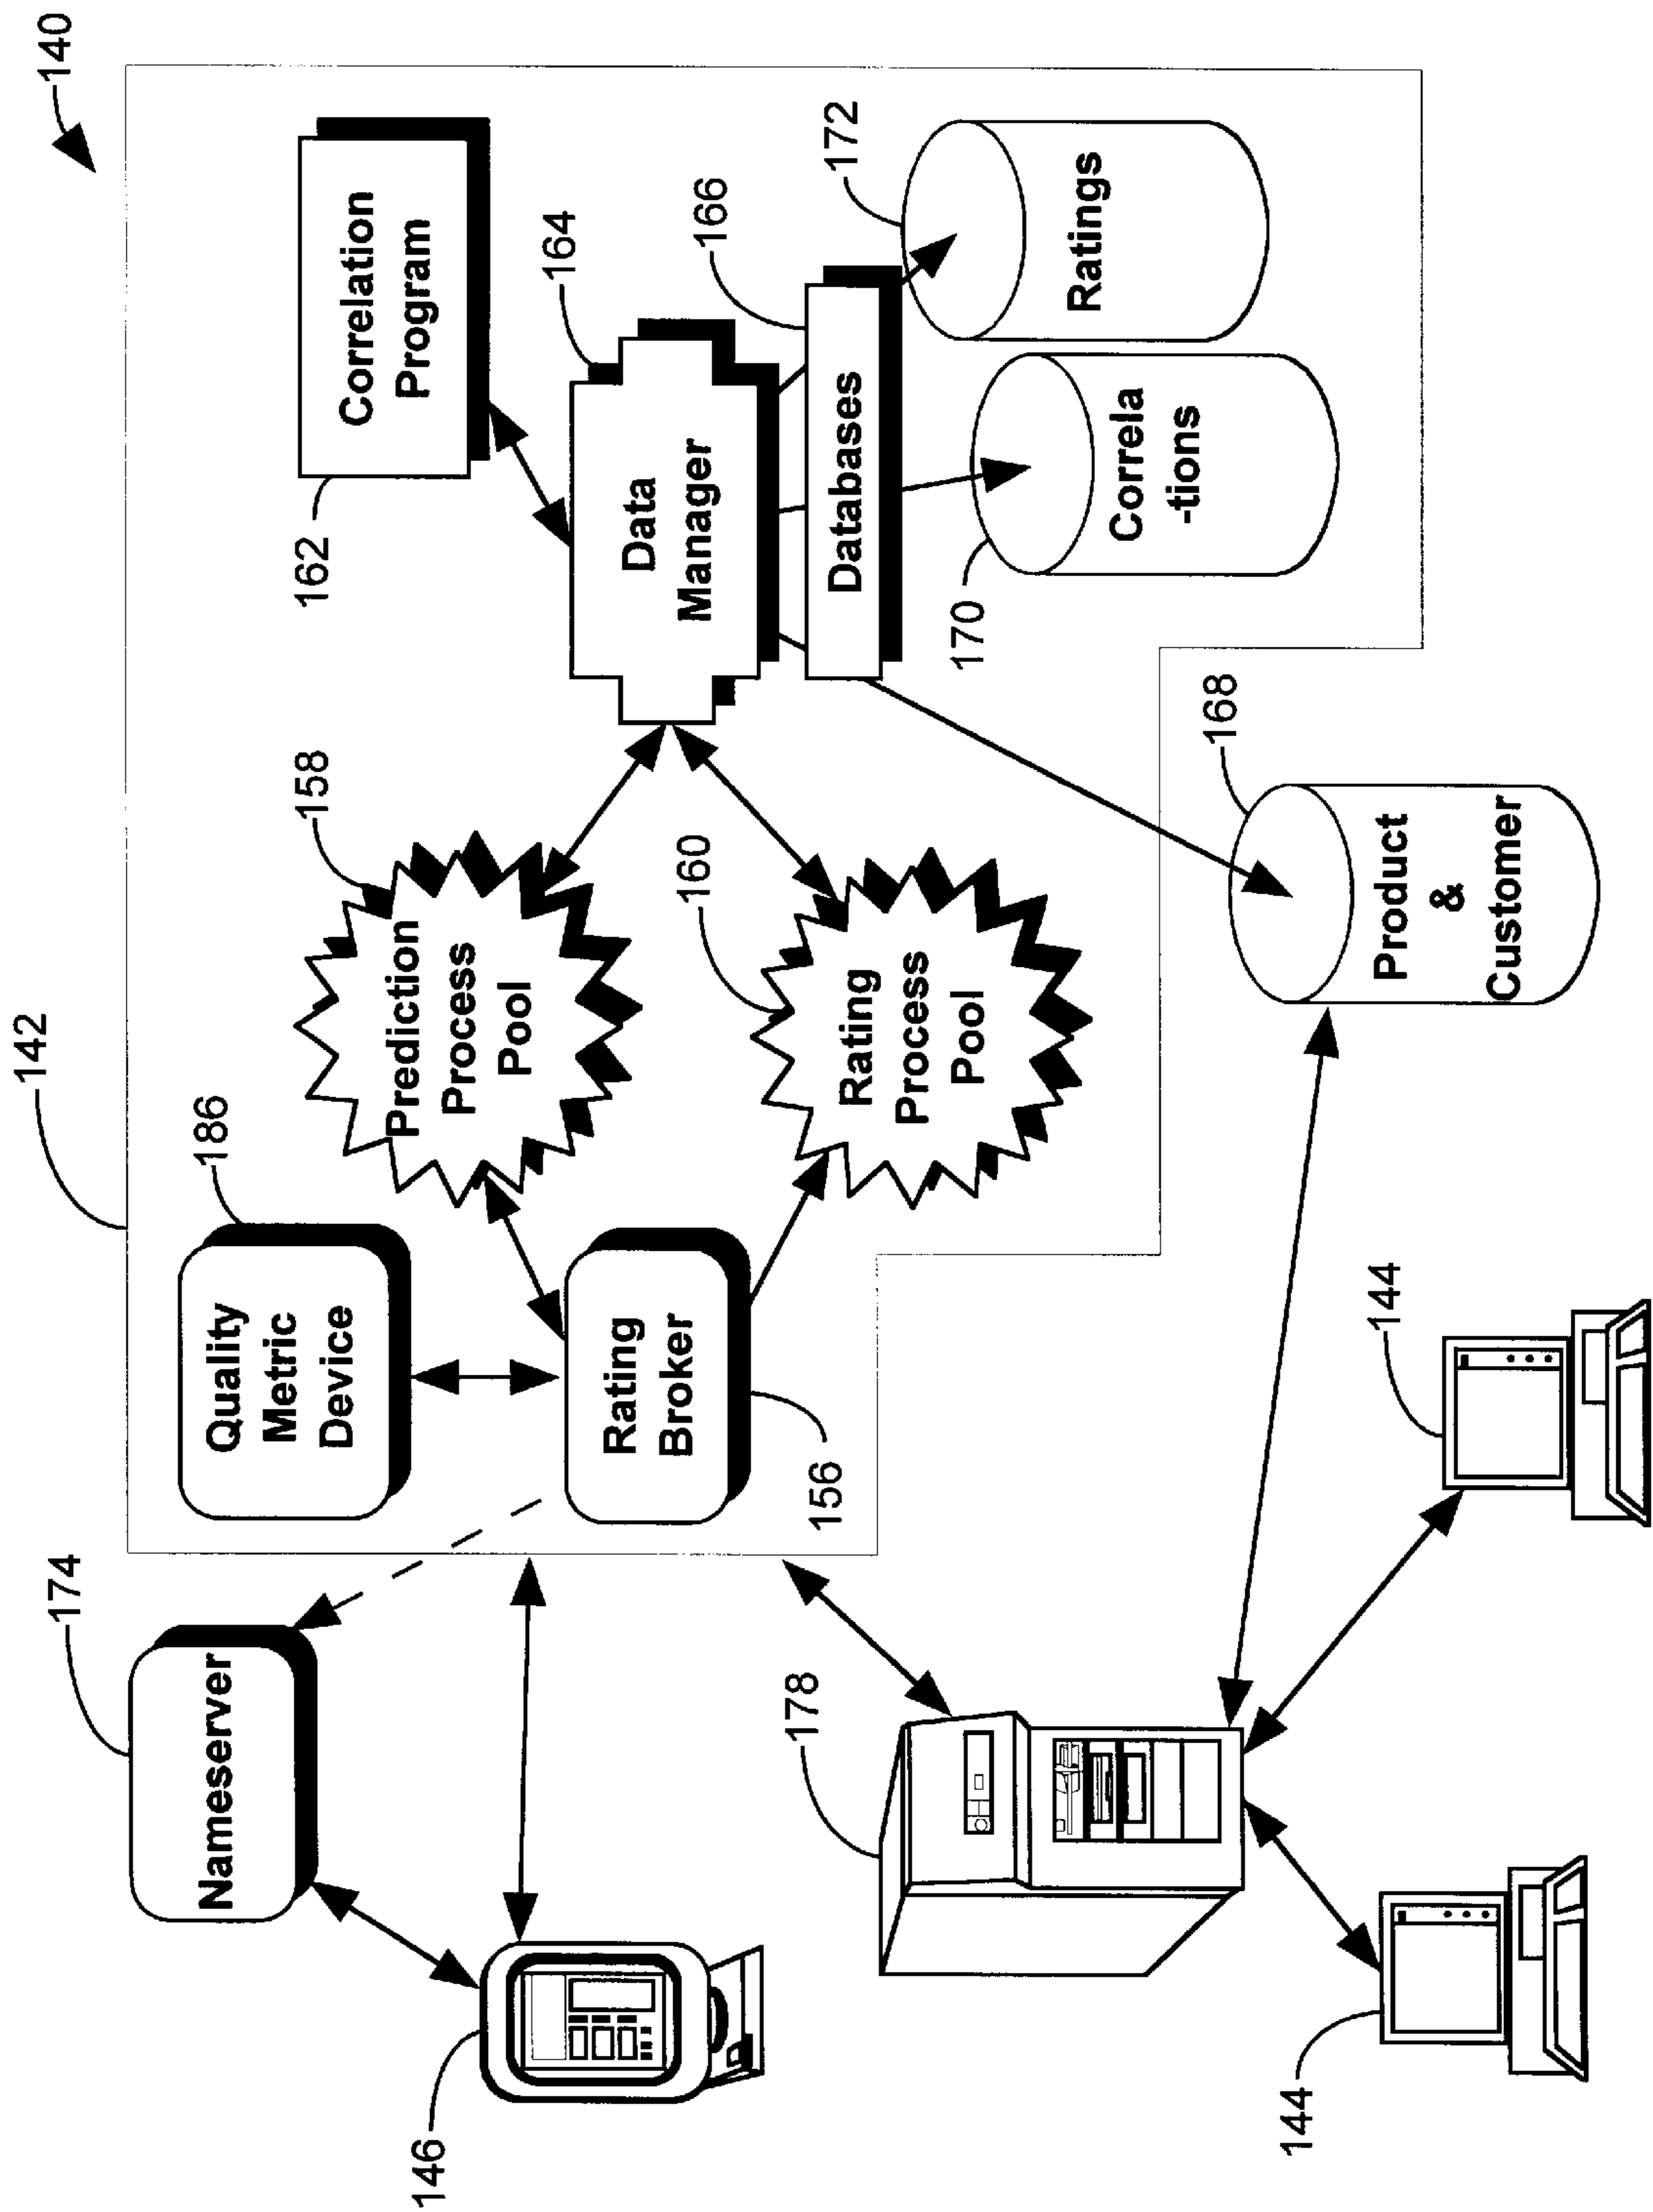 140
142
174
Nameserver
186
Quality
Metric
Device
158
Prediction
Process
Pool
162
Correlation
Program
146
Rating
Broker
156
160
Rating
Process
Pool
164
Data
Manager
166
Databases
172
Ratings
170
Correla
-tions
178
168
Product
&
Customer
144
144